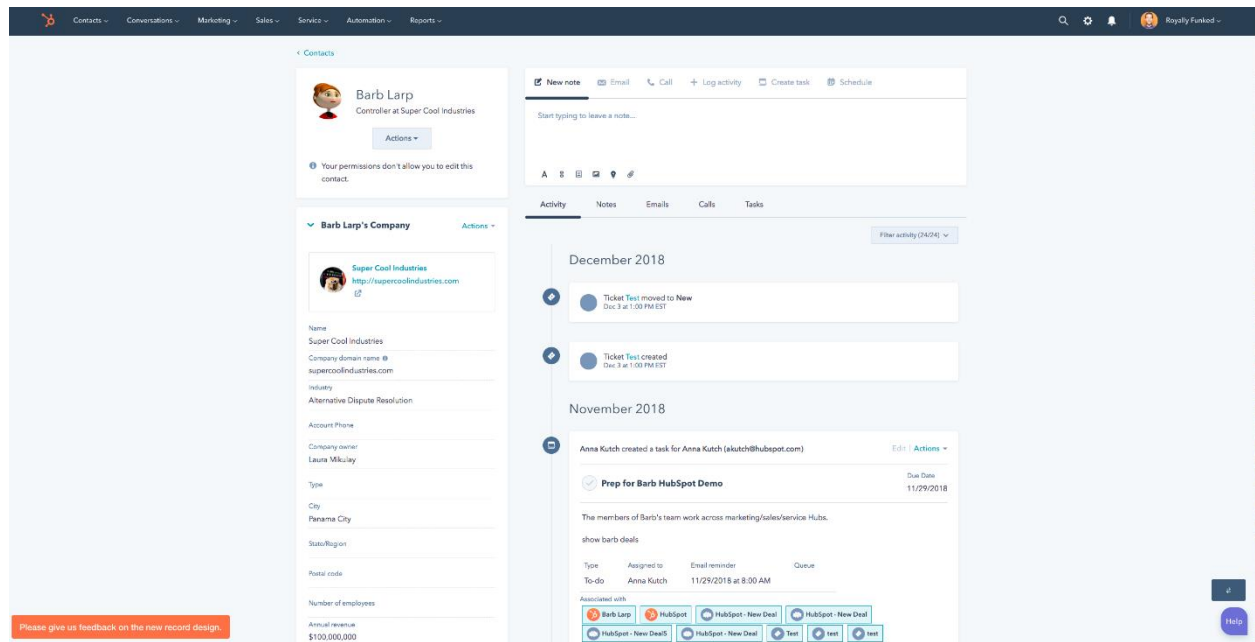 Contacts Conversations Marketing Sales Service Automation Reports Royally Funked
Contacts
Barb Larp
Controller at Super Cool Industries
Actions
Your permissions don't allow you to edit this
contact.
Barb Larp's Company Actions
Super Cool Industries
http://supercoolindustries.com
Name
Super Cool Industries
Company domain name
supercoolindustries.com
Industry
Alternative Dispute Resolution
Account Phone
Company owner
Laura Mikulay
Type
City
Panama City
State/Region
Postal code
Number of employees
Annual revenue
$100,000,000
New note Email Call + Log activity Create task Schedule
Start typing to leave a note...
A
Activity Notes Emails Calls Tasks
Filter activity (24/24)
December 2018
Ticket Test moved to New
Dec 3 at 1:00 PM EST
Ticket Test created
Dec 3 at 1:00 PM EST
November 2018
Anna Kutch created a task for Anna Kutch (akutch@hubspot.com) Edit | Actions
Prep for Barb HubSpot Demo
Due Date
11/29/2018
The members of Barb's team work across marketing/sales/service Hubs.
show barb deals
Type Assigned to Email reminder Queue
To-do Anna Kutch 11/29/2018 at 8:00 AM
Associated with
Barb Larp HubSpot HubSpot - New Deal HubSpot - New Deal
HubSpot - New Deal5 HubSpot - New Deal Test test test
Please give us feedback on the new record design.
Help